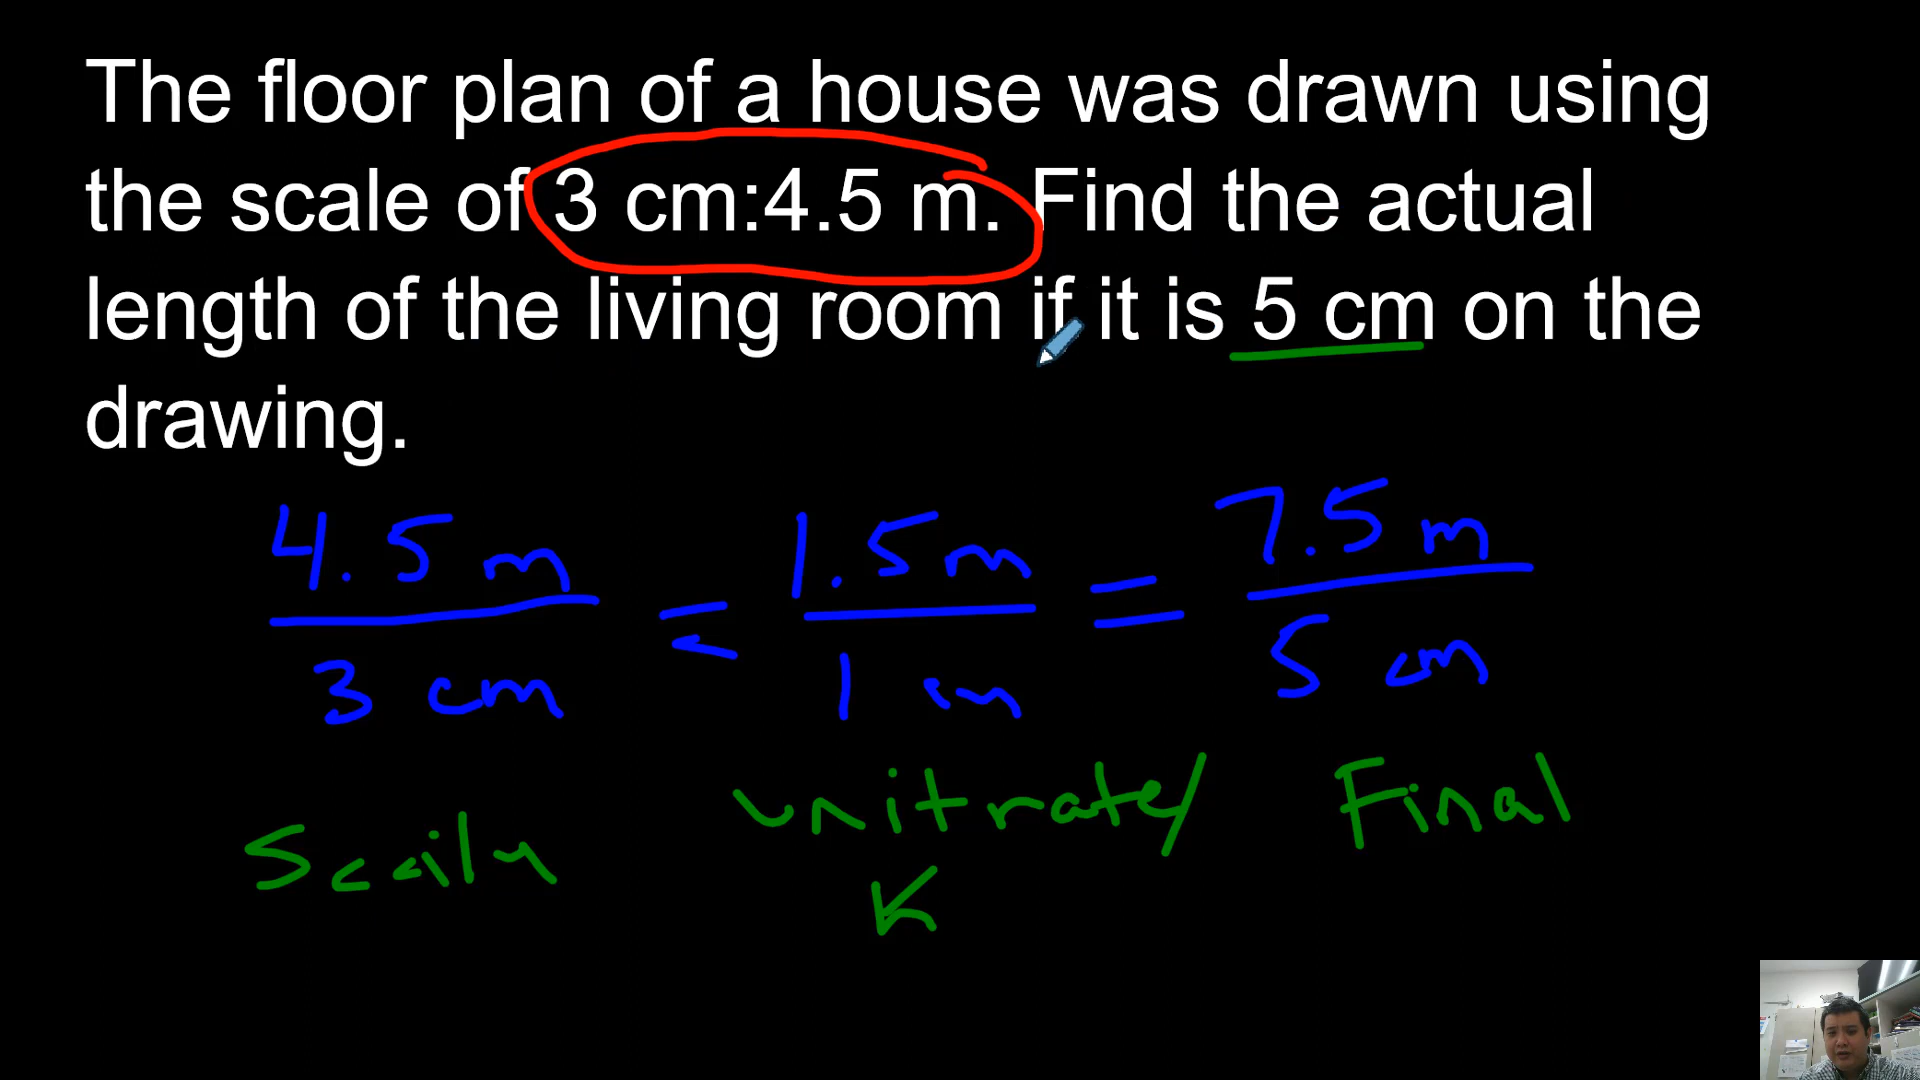 The floor plan of a house was drawn using
the scale of 3 cm:4.5 m. Find the actual
length of the living room if it is 5 cm on the
drawing.
4.5 m / 3 cm = 1.5 m / 1 cm = 7.5 m / 5 cm
unit rate/ Final
K